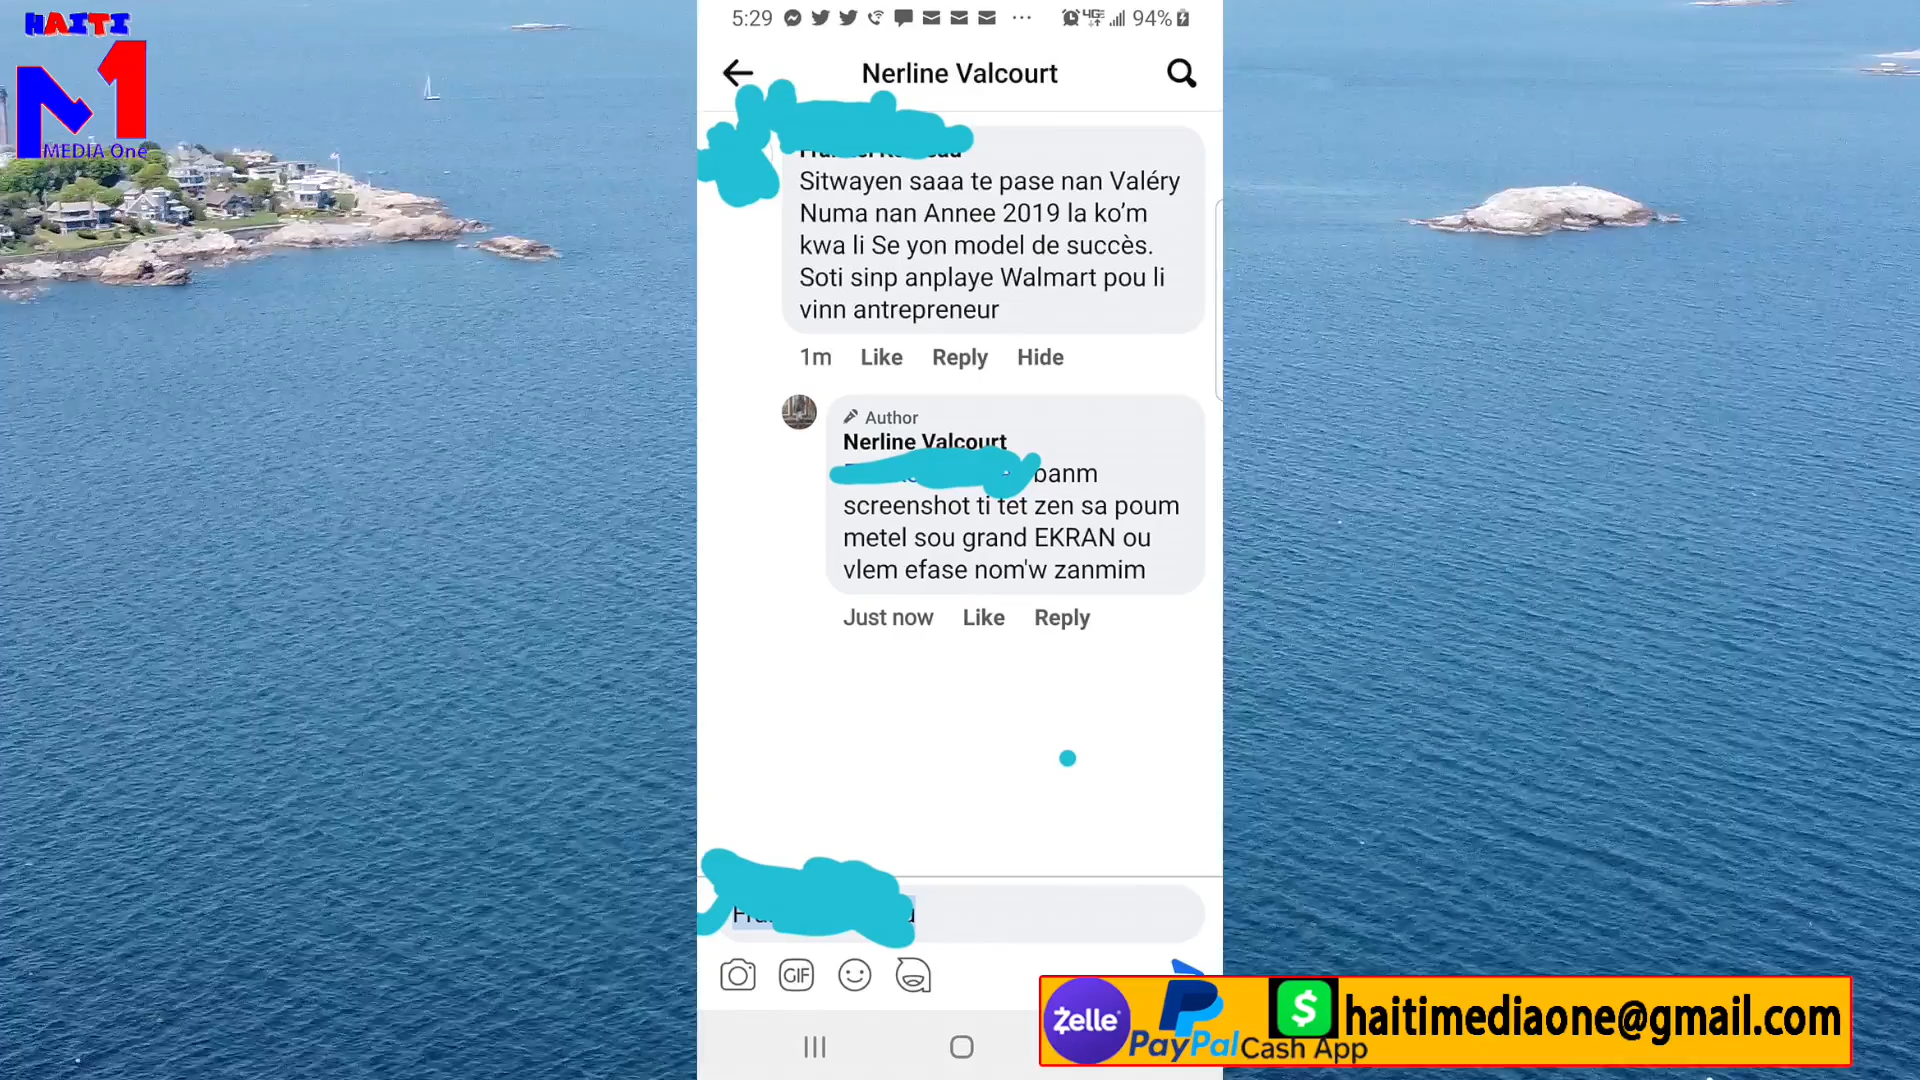 HAITI
M1
MEDIA One
5:29
94%
Nerline Valcourt
Sitwayen saaa te pase nan Valéry
Numa nan Annee 2019 la ko’m
kwa li Se yon model de succès.
Soti sinp anplaye Walmart pou li
vinn antrepreneur
1m Like Reply Hide
Author
Nerline Valcourt
banm
screenshot ti tet zen sa poum
metel sou grand EKRAN ou
vlem efase nom'w zanmim
Just now Like Reply
GIF
Zelle
PayPal
$
Cash App
haitimediaone@gmail.com